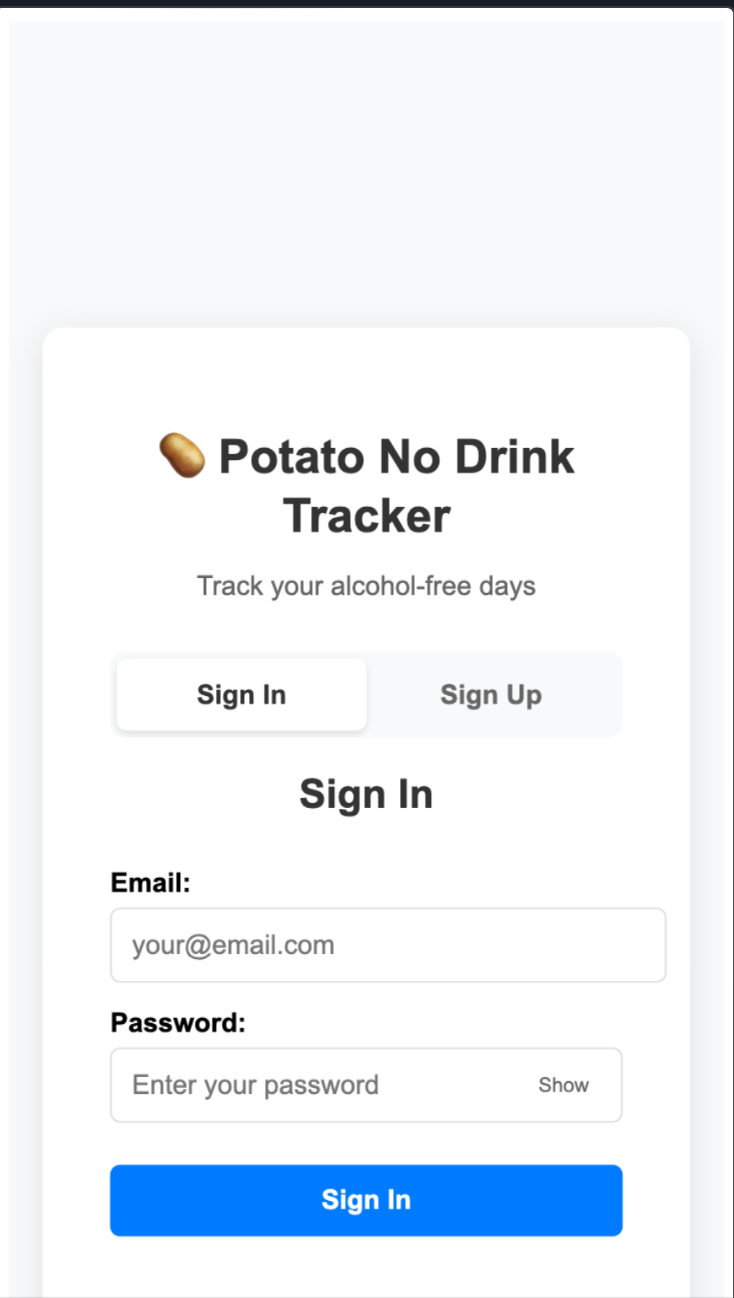 🥔 Potato No Drink
Tracker
Track your alcohol-free days
Sign In Sign Up
Sign In
Email:
your@email.com
Password:
Enter your password Show
Sign In